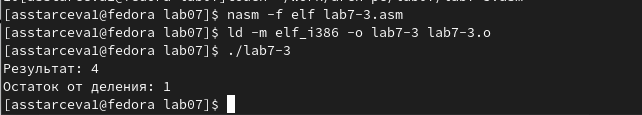 [asstarceva1@fedora lab07]$ nasm -f elf lab7-3.asm
[asstarceva1@fedora lab07]$ ld -m elf_i386 -o lab7-3 lab7-3.o
[asstarceva1@fedora lab07]$ ./lab7-3
Результат: 4
Остаток от деления: 1
[asstarceva1@fedora lab07]$